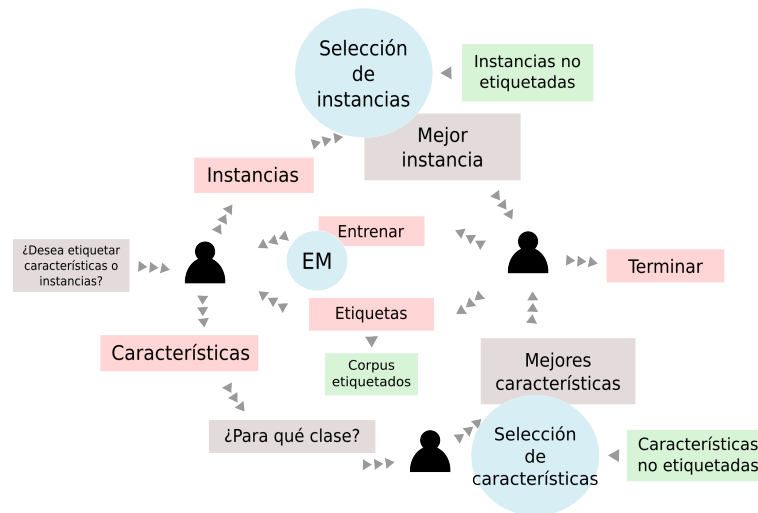 Selección
de
instancias
Instancias no
etiquetadas
Mejor
instancia
Instancias
Entrenar
EM
¿Desea etiquetar
características o
instancias?
Terminar
Etiquetas
Características
Corpus
etiquetados
Mejores
características
¿Para qué clase?
Selección
de
características
Características
no etiquetadas